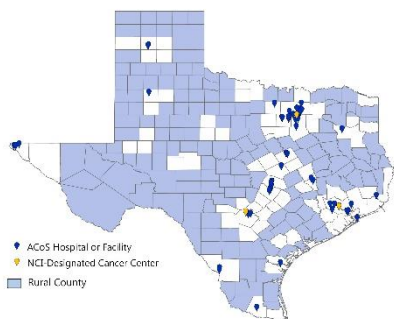 ACoS Hospital or Facility
NCI-Designated Cancer Center
Rural County